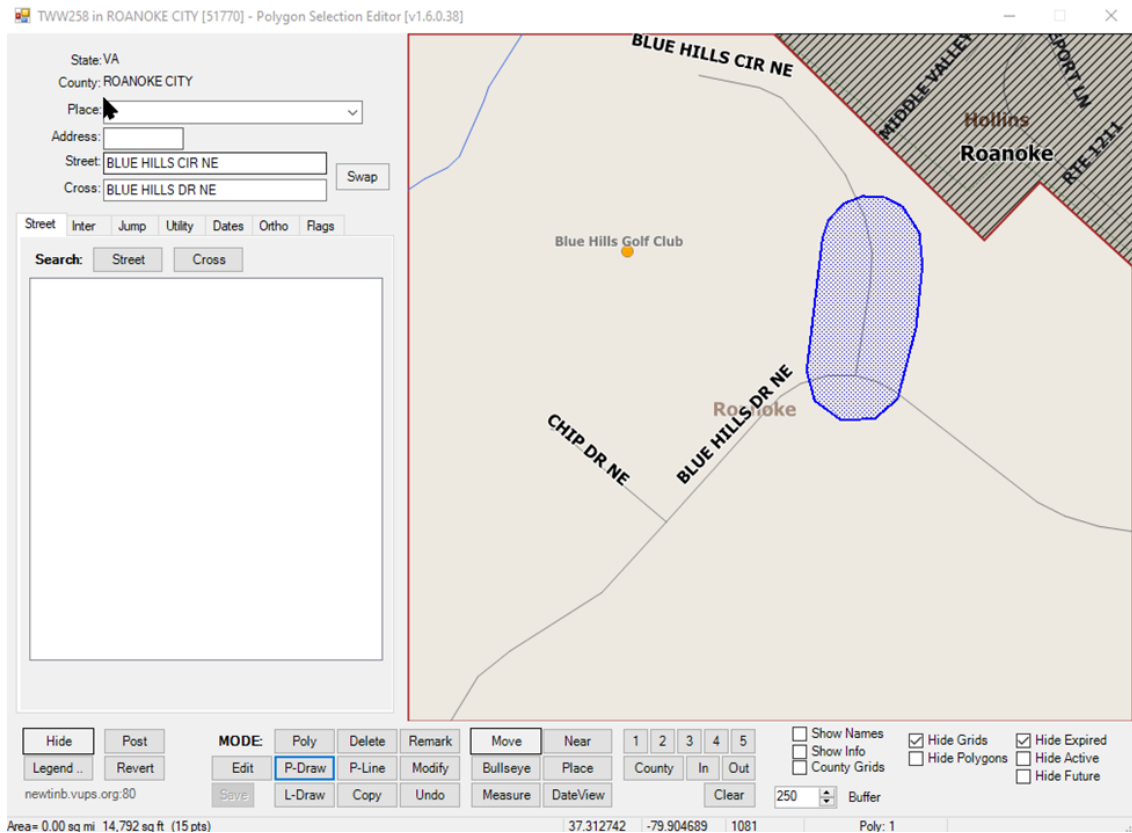 TWW258 in ROANOKE CITY [51770] - Polygon Selection Editor [v1.6.0.38]
State: VA
County: ROANOKE CITY
Place:
Address:
Street: BLUE HILLS CIR NE
Cross: BLUE HILLS DR NE
Swap
Street Inter Jump Utility Dates Ortho Flags
Search: Street Cross
BLUE HILLS CIR NE
MIDDLE VALLEY
EPORT LN
Hollins
Roanoke
RTE 1211
Blue Hills Golf Club
Roanoke
BLUE HILLS DR NE
CHIP DR NE
Hide Post MODE: Poly Delete Remark Move Near 1 2 3 4 5
Legend .. Revert Edit P-Draw P-Line Modify Bullseye Place County In Out
newtinb.vups.org:80 Save L-Draw Copy Undo Measure DateView Clear 250 Buffer
Show Names
Show Info
County Grids
Hide Grids
Hide Polygons
Hide Expired
Hide Active
Hide Future
Area= 0.00 sq mi 14,792 sq ft (15 pts) 37.312742 -79.904689 1081 Poly: 1